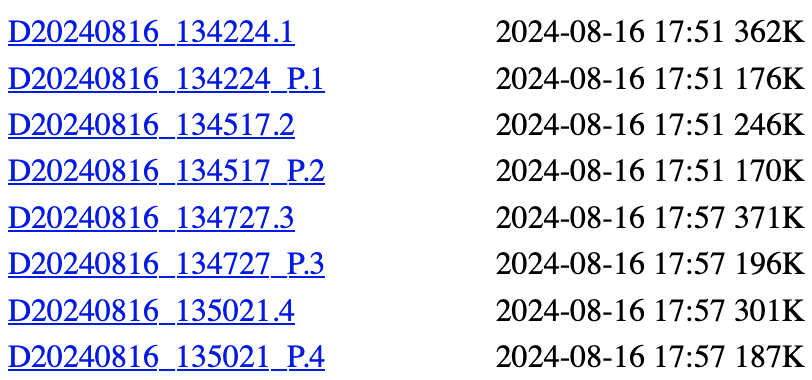 D20240816_134224.1 2024-08-16 17:51 362K
D20240816_134224_P.1 2024-08-16 17:51 176K
D20240816_134517.2 2024-08-16 17:51 246K
D20240816_134517_P.2 2024-08-16 17:51 170K
D20240816_134727.3 2024-08-16 17:57 371K
D20240816_134727_P.3 2024-08-16 17:57 196K
D20240816_135021.4 2024-08-16 17:57 301K
D20240816_135021_P.4 2024-08-16 17:57 187K